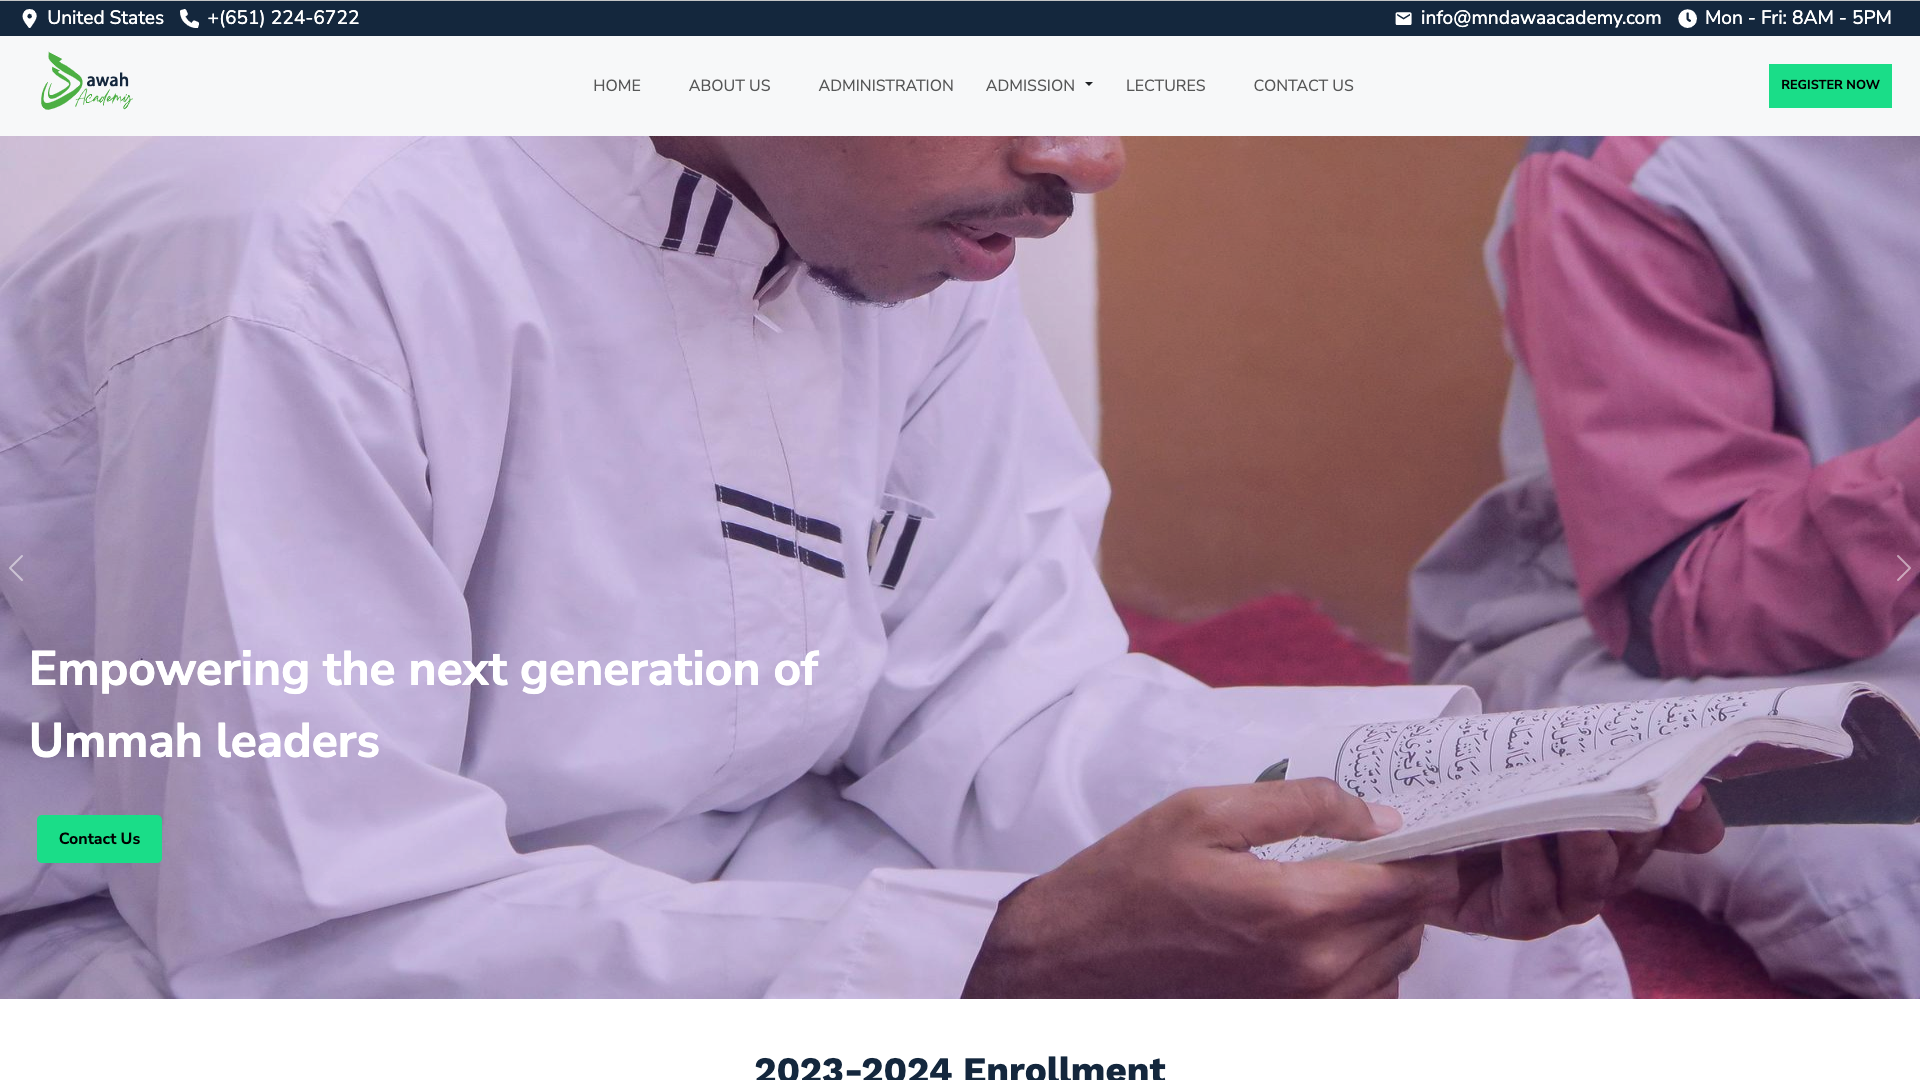 United States
+(651) 224-6722
info@mndawaacademy.com
Mon - Fri: 8AM - 5PM
awah
Academy
HOME
ABOUT US
ADMINISTRATION
ADMISSION
LECTURES
CONTACT US
REGISTER NOW
Empowering the next generation of
Ummah leaders
Contact Us
2023-2024 Enrollment